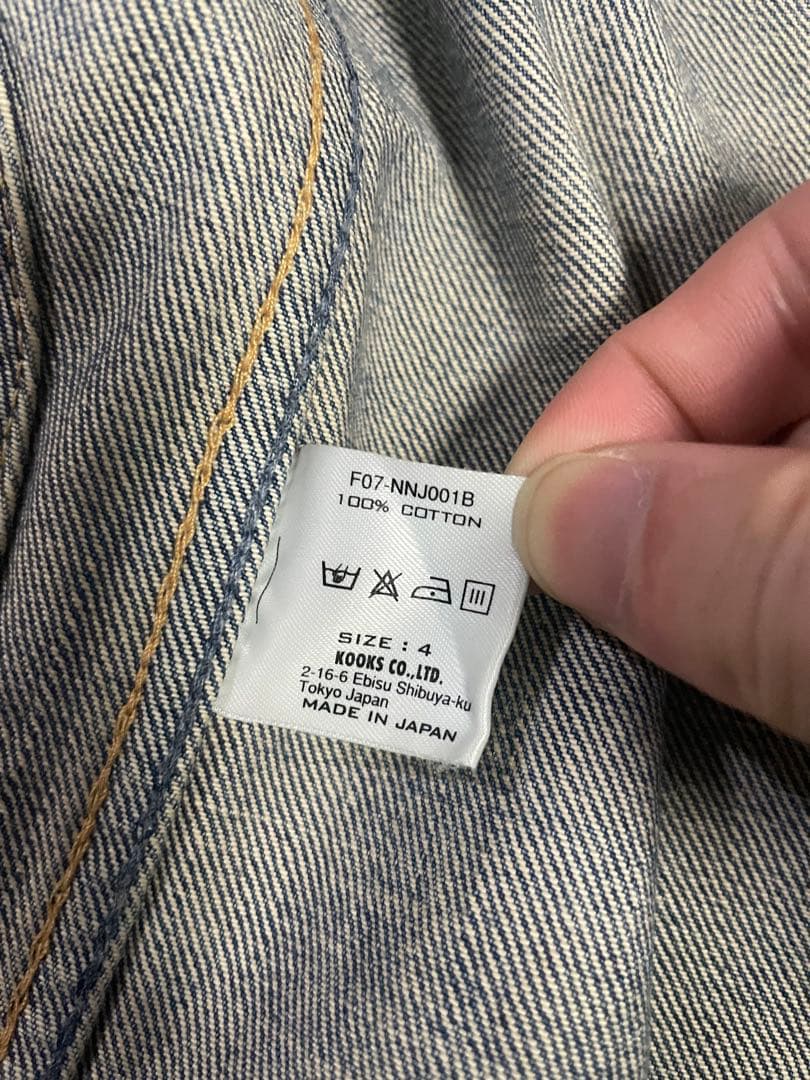 F07-NNJ001B
100% COTTON
SIZE : 4
KOOKS CO.,LTD.
2-16-6 Ebisu Shibuya-ku
Tokyo Japan
MADE IN JAPAN